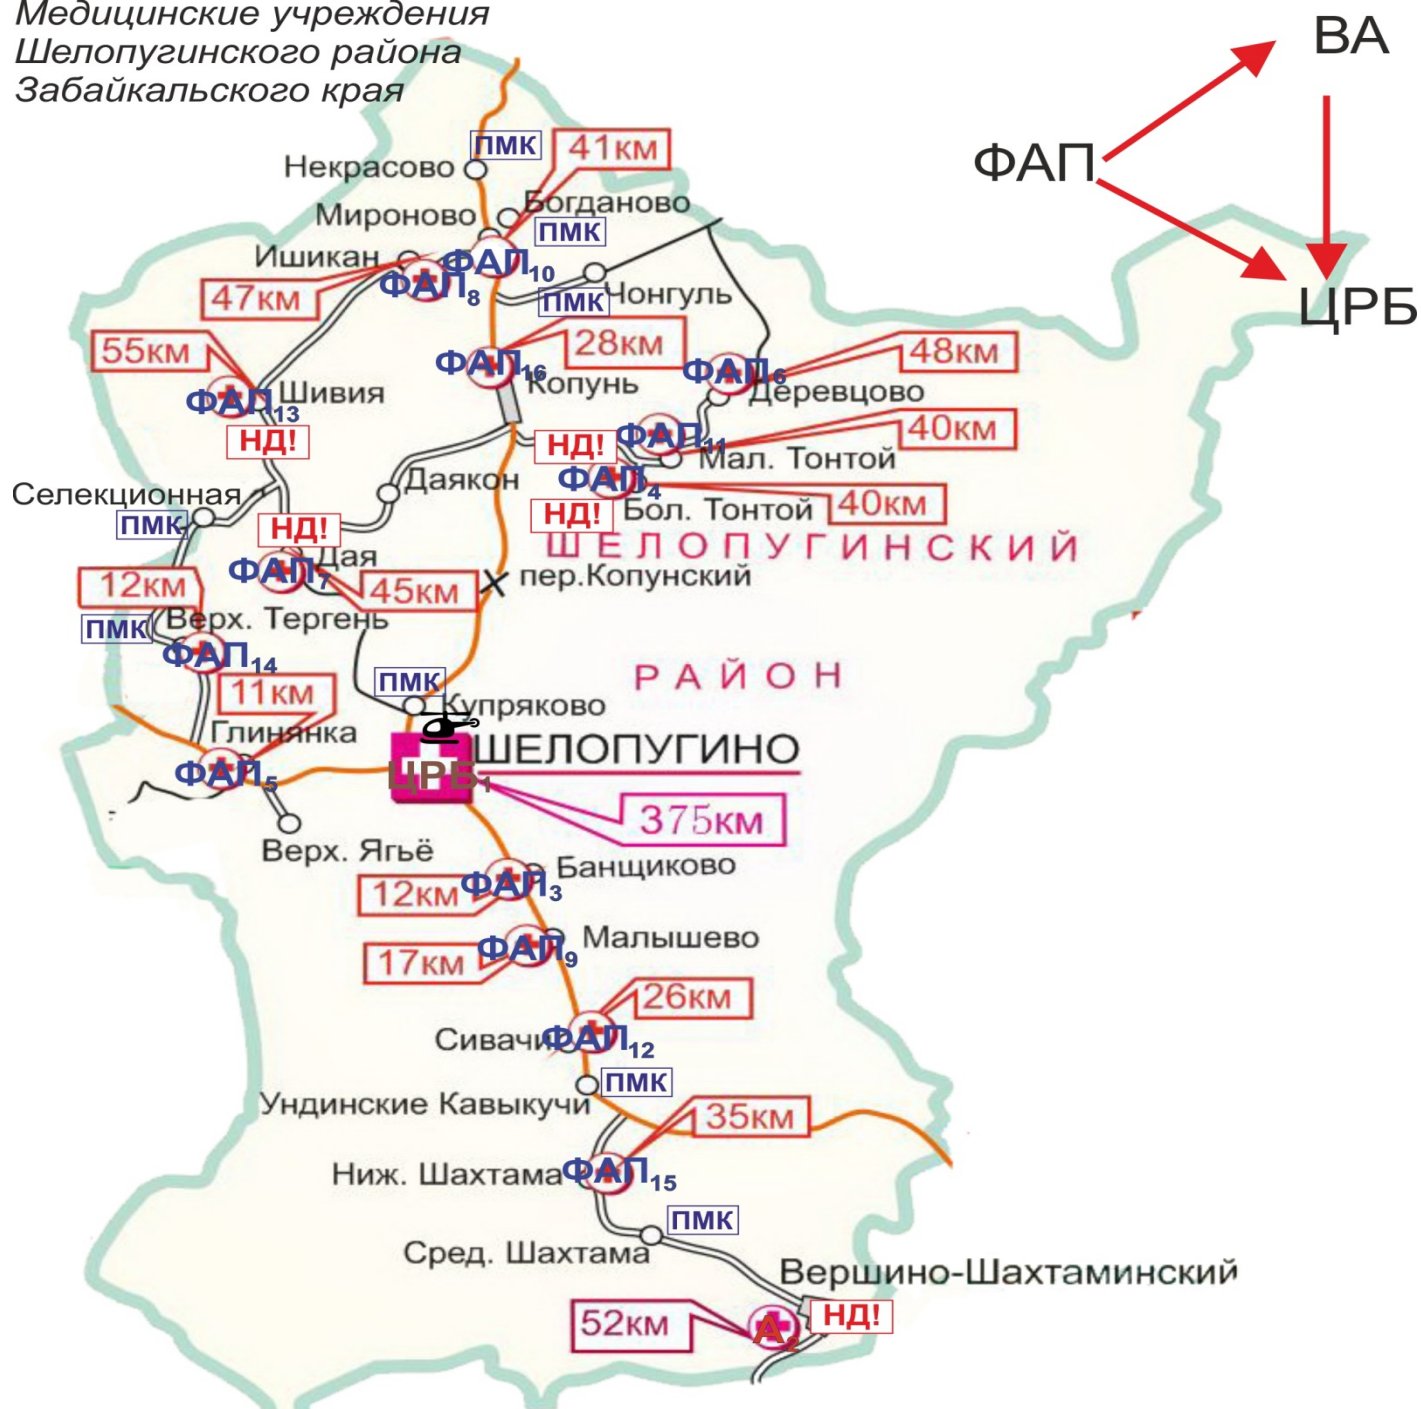 Медицинские учреждения
Шелопугинского района
Забайкальского края
ВА
ФАП
ЦРБ
ПМК
41км
Некрасово
Богданово
Мироново
ПМК
Ишикан
ФАП10
ФАП8
47км
ПМК
Чонгуль
55км
28км
ФАП16
Копунь
ФАП6
48км
Деревцово
ФАП13
Шивия
НД!
НД!
ФАП11
40км
Мал. Тонтой
Даякон
ФАП4
40км
Селекционная
ПМК
НД!
НД!
Бол. Тонтой
ШЕЛОПУГИНСКИЙ
Дая
ФАП7
45км
пер.Копунский
12км
ПМК
Верх. Тергень
ФАП14
РАЙОН
11км
ПМК
Купряково
Глинянка
ФАП5
ЦРБ1
ШЕЛОПУГИНО
375км
Верх. Ягьё
Банщиково
12км
ФАП3
Малышево
17км
ФАП9
26км
Сивачи
ФАП12
ПМК
Ундинские Кавыкучи
35км
Ниж. Шахтама
ФАП15
ПМК
Сред. Шахтама
Вершино-Шахтаминский
52км
А2
НД!